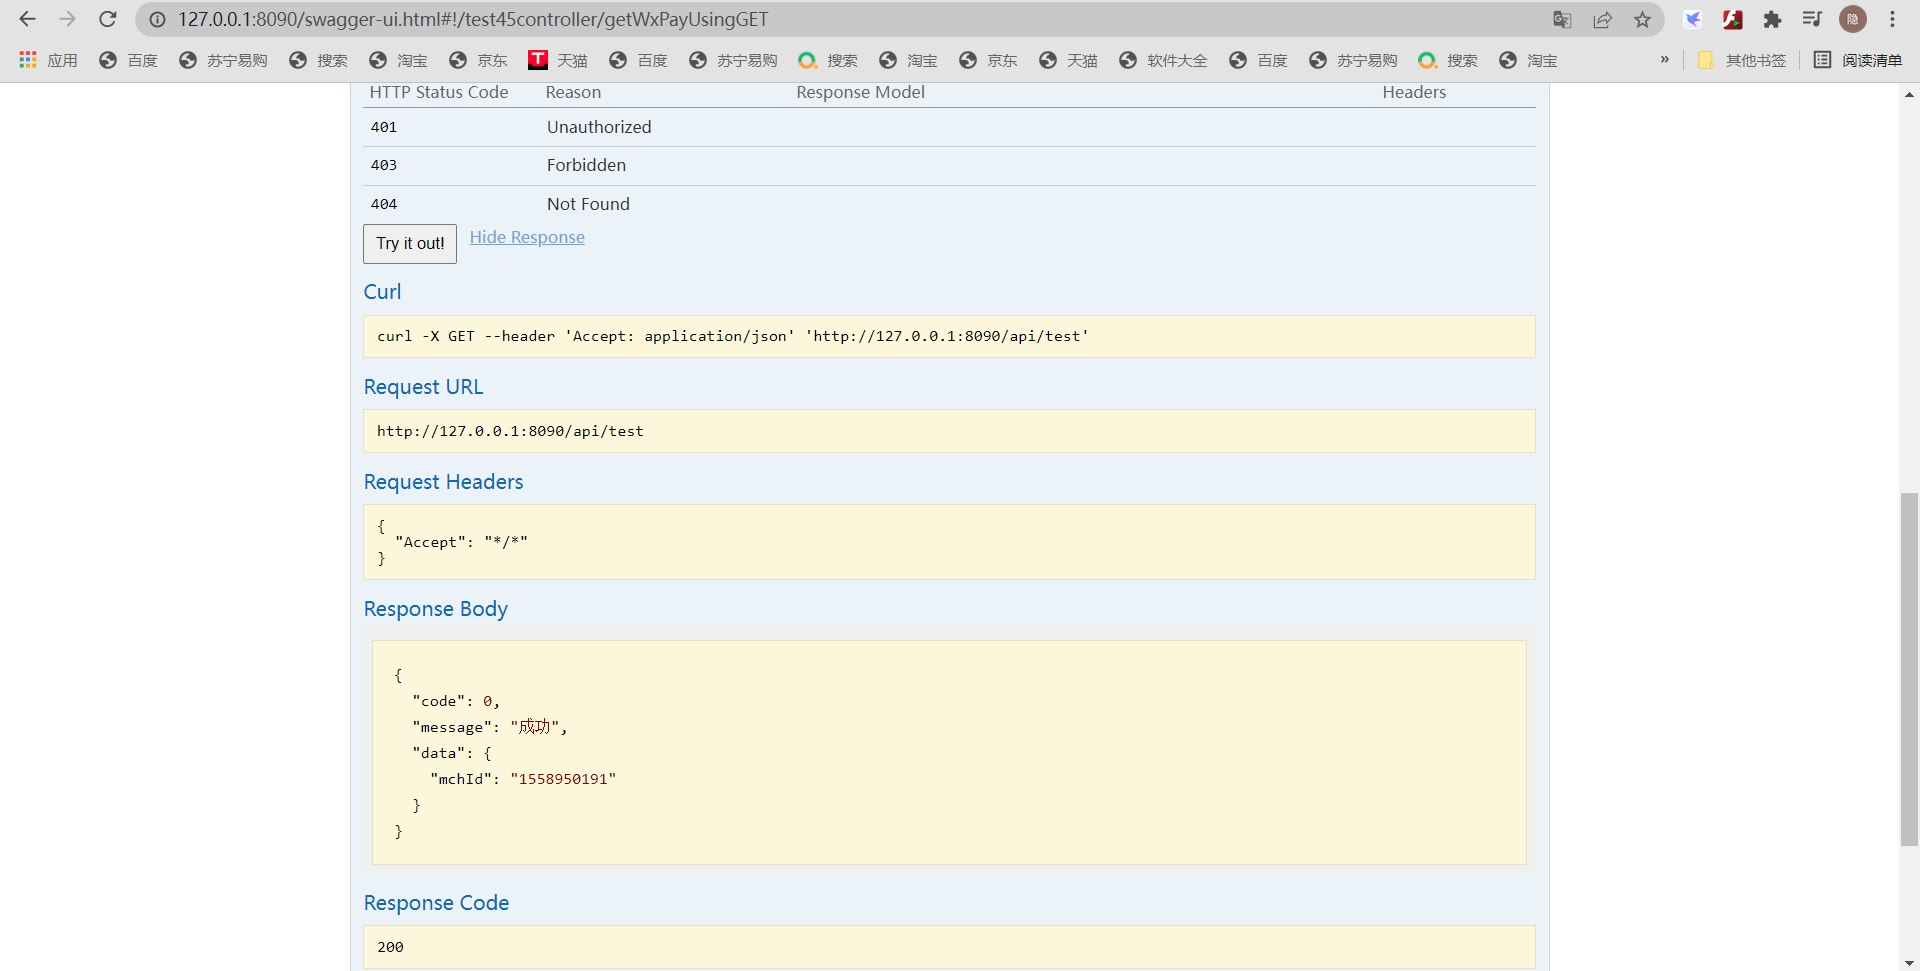 127.0.0.1:8090/swagger-ui.html#!/test45controller/getWxPayUsingGET
隐
应用 百度 苏宁易购 搜索 淘宝 京东 T 天猫 百度 苏宁易购 搜索 淘宝 京东 天猫 软件大全 百度 苏宁易购 搜索 淘宝 » 其他书签 阅读清单
HTTP Status Code Reason Response Model Headers
401 Unauthorized
403 Forbidden
404 Not Found
Try it out! Hide Response
Curl
curl -X GET --header 'Accept: application/json' 'http://127.0.0.1:8090/api/test'
Request URL
http://127.0.0.1:8090/api/test
Request Headers
{
"Accept": "*/*"
}
Response Body
{
"code": 0,
"message": "成功",
"data": {
"mchId": "1558950191"
}
}
Response Code
200